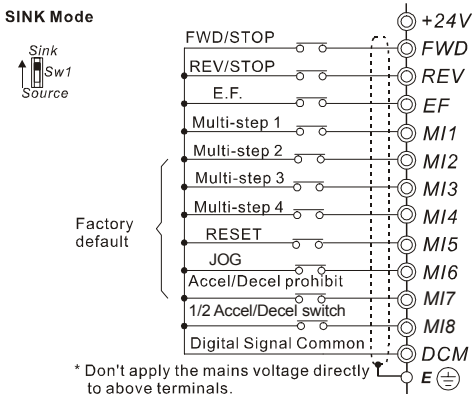 SINK Mode
Sink
Sw1
Source
+24V
FWD/STOP
FWD
REV/STOP
REV
E.F.
EF
Multi-step 1
MI1
Multi-step 2
MI2
Multi-step 3
MI3
Multi-step 4
MI4
Factory
default
RESET
MI5
JOG
MI6
Accel/Decel prohibit
MI7
1/2 Accel/Decel switch
MI8
Digital Signal Common
DCM
* Don't apply the mains voltage directly
to above terminals.
E